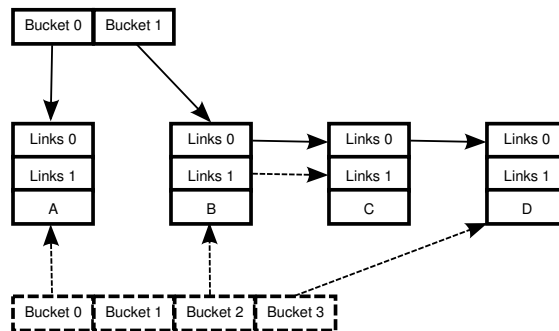 Bucket 0 Bucket 1
Links 0 Links 0 Links 0 Links 0
Links 1 Links 1 Links 1 Links 1
A B C D
Bucket 0 Bucket 1 Bucket 2 Bucket 3